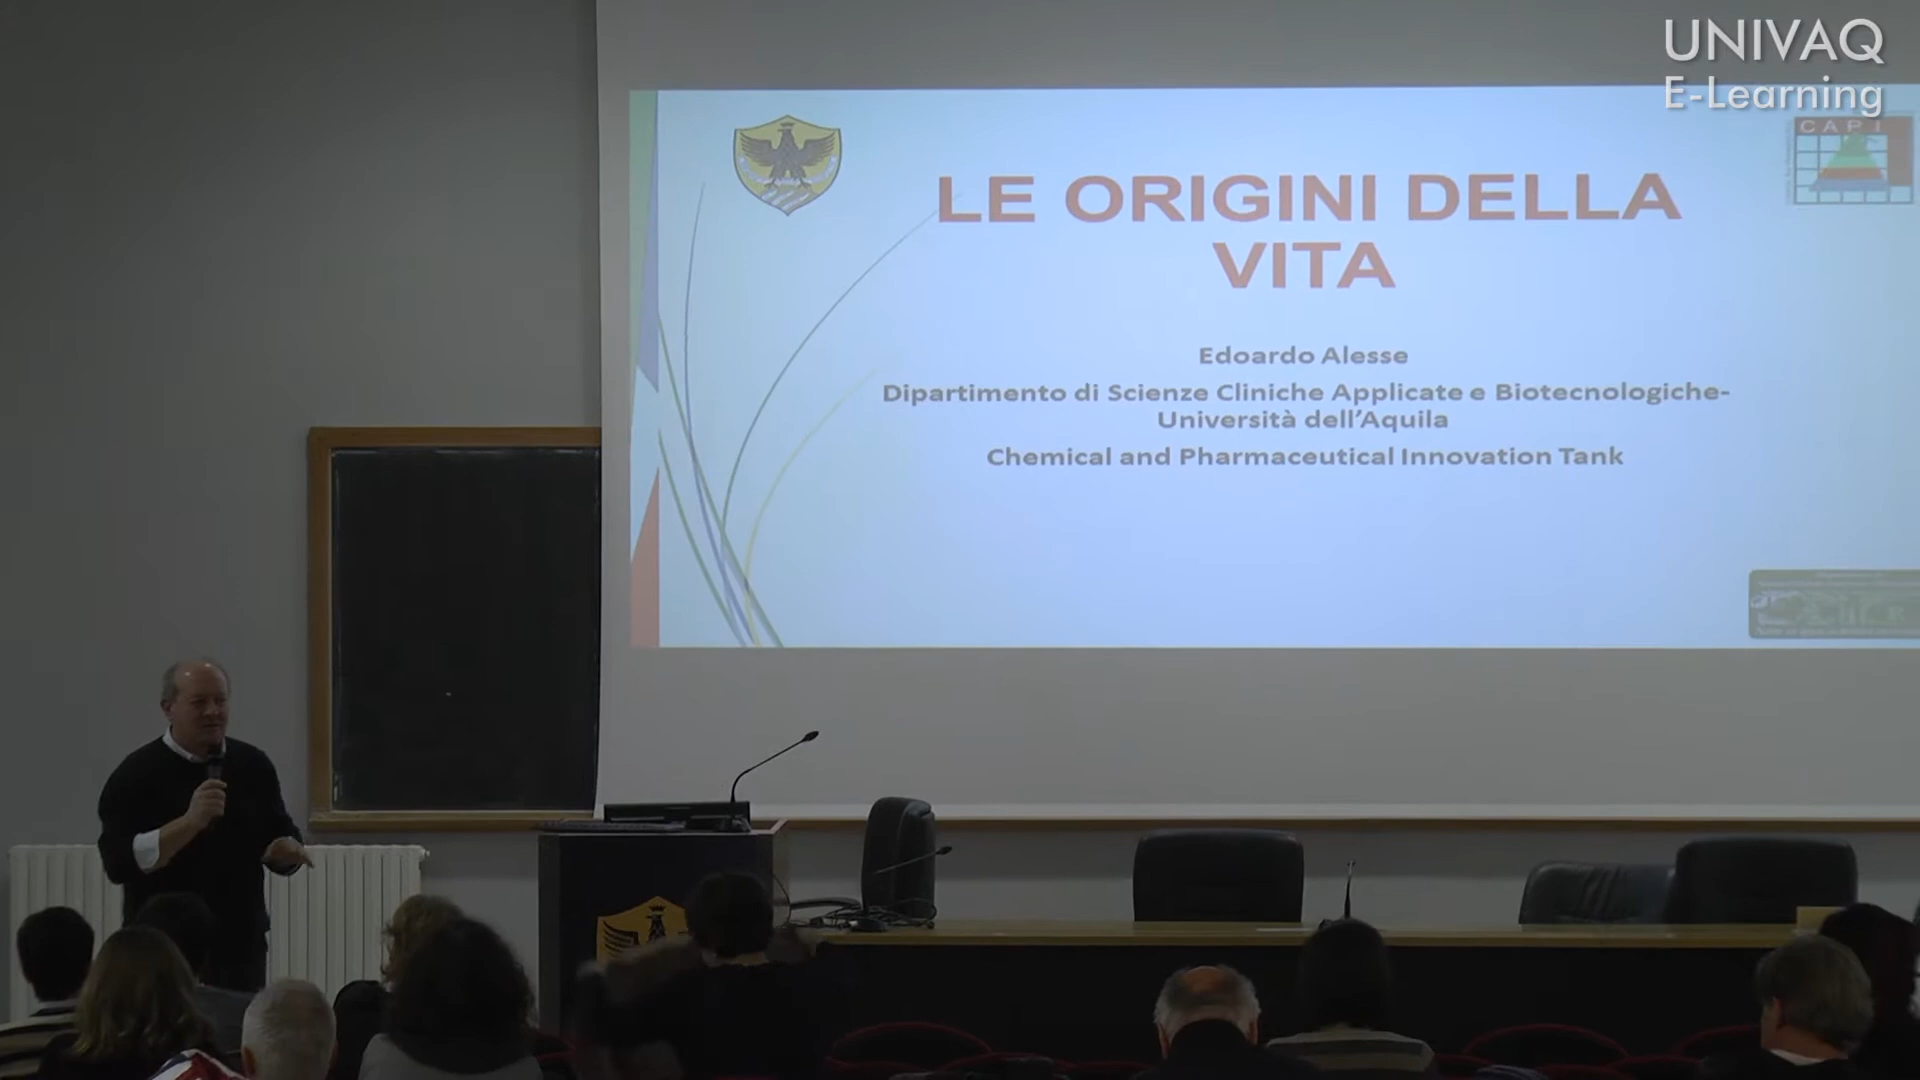 UNIVAQ
E-Learning
CAPI
LE ORIGINI DELLA
VITA
Edoardo Alesse
Dipartimento di Scienze Cliniche Applicate e Biotecnologiche-
Università dell'Aquila
Chemical and Pharmaceutical Innovation Tank